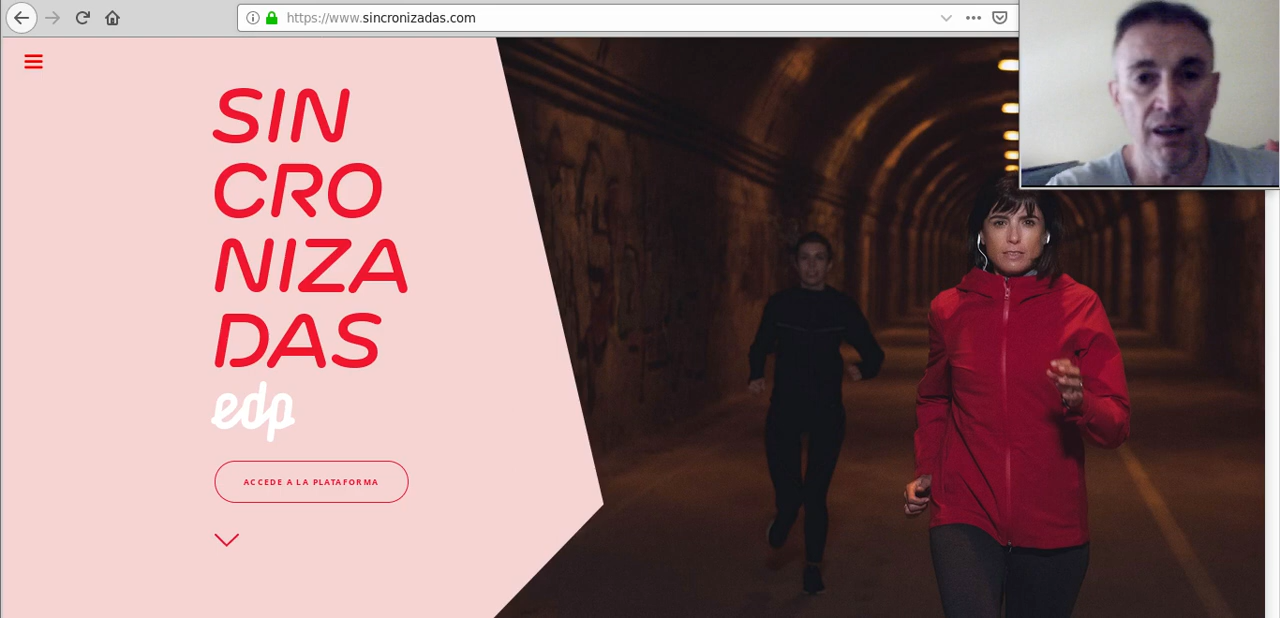 https://www.sincronizadas.com
SIN
CRO
NIZA
DAS
edp
ACCEDE A LA PLATAFORMA